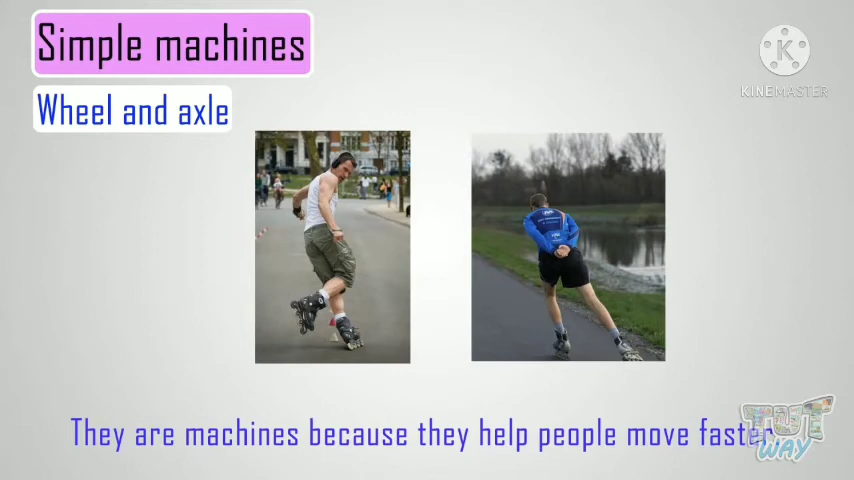 Simple machines
KINEMASTER
Wheel and axle
They are machines because they help people move faster
TUT
WAY